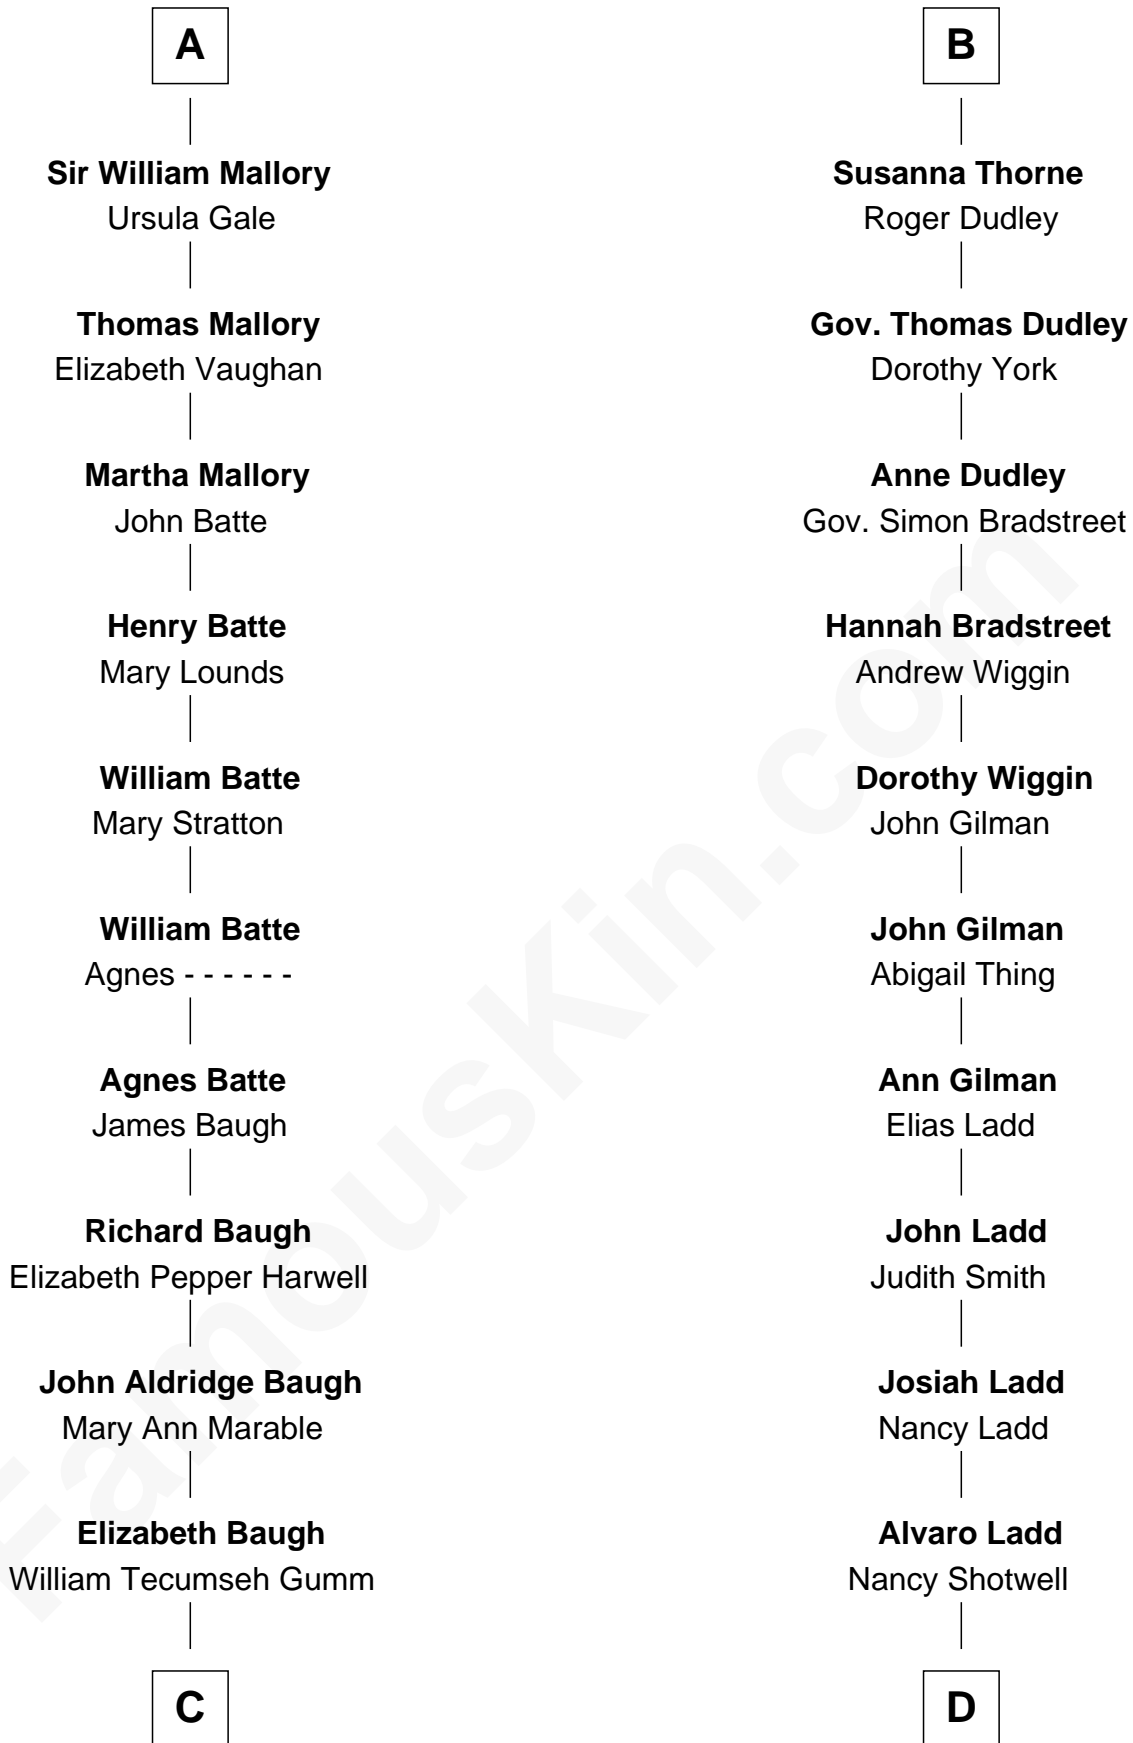 A
Sir William Mallory
Ursula Gale
Thomas Mallory
Elizabeth Vaughan
Martha Mallory
John Batte
Henry Batte
Mary Lounds
William Batte
Mary Stratton
William Batte
Agnes - - - - - -
Agnes Batte
James Baugh
Richard Baugh
Elizabeth Pepper Harwell
John Aldridge Baugh
Mary Ann Marable
Elizabeth Baugh
William Tecumseh Gumm
C
B
Susanna Thorne
Roger Dudley
Gov. Thomas Dudley
Dorothy York
Anne Dudley
Gov. Simon Bradstreet
Hannah Bradstreet
Andrew Wiggin
Dorothy Wiggin
John Gilman
John Gilman
Abigail Thing
Ann Gilman
Elias Ladd
John Ladd
Judith Smith
Josiah Ladd
Nancy Ladd
Alvaro Ladd
Nancy Shotwell
D
FamousKin.com